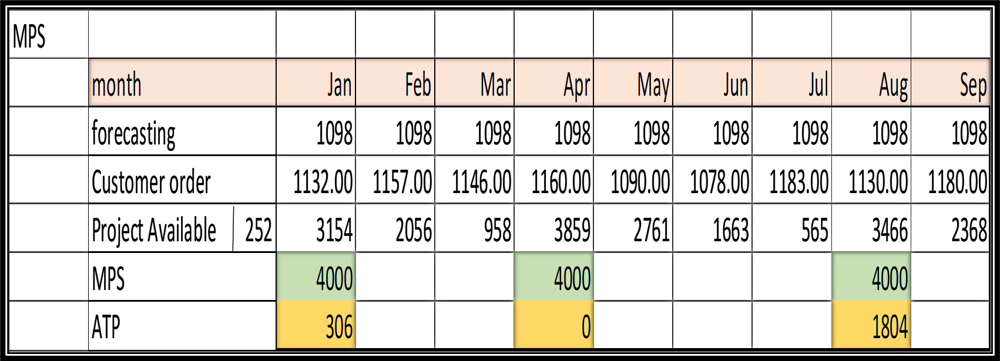 MPS
month Jan Feb Mar Apr May Jun Jul Aug Sep
forecasting 1098 1098 1098 1098 1098 1098 1098 1098 1098
Customer order 1132.00 1157.00 1146.00 1160.00 1090.00 1078.00 1183.00 1130.00 1180.00
Project Available 252 3154 2056 958 3859 2761 1663 565 3466 2368
MPS 4000 4000 4000
ATP 306 0 1804